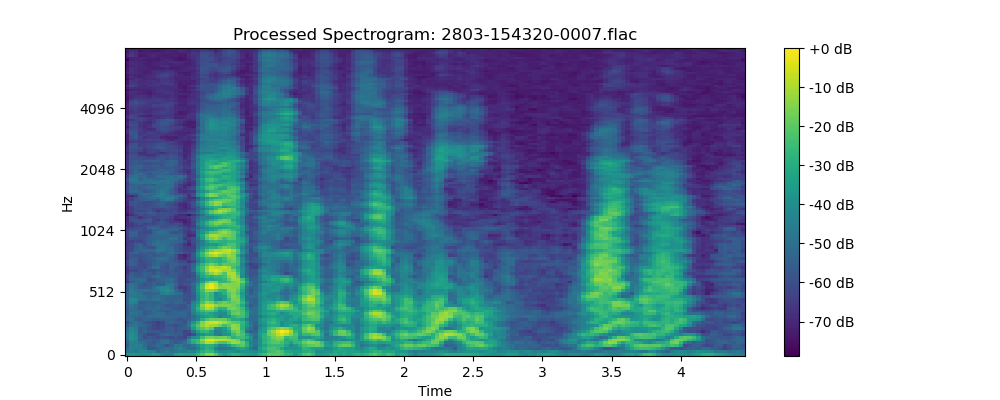 Processed Spectrogram: 2803-154320-0007.flac
+0 dB
-10 dB
-20 dB
-30 dB
-40 dB
-50 dB
-60 dB
-70 dB
4096
2048
1024
512
0
Hz
0 0.5 1 1.5 2 2.5 3 3.5 4
Time